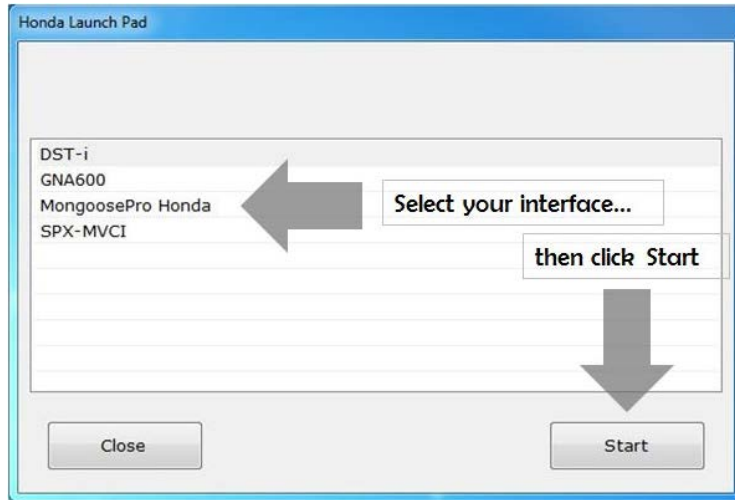 Honda Launch Pad
DST-i
GNA600
MongoosePro Honda
SPX-MVCI
Select your interface...
then click Start
Close
Start